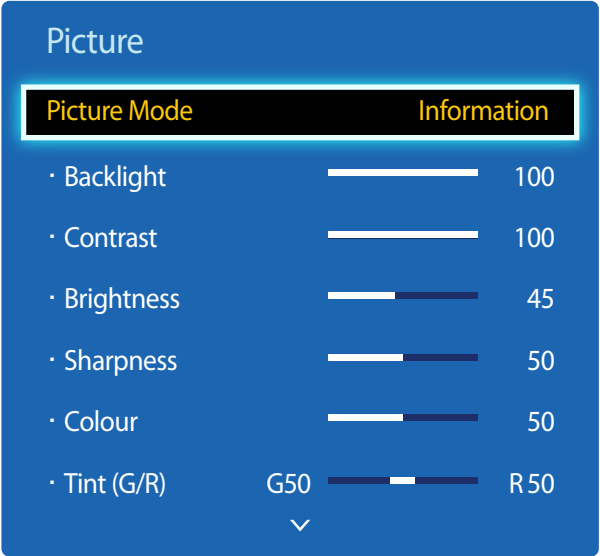 Picture
Picture Mode Information
· Backlight 100
· Contrast 100
· Brightness 45
· Sharpness 50
· Colour 50
· Tint (G/R) G50 R50